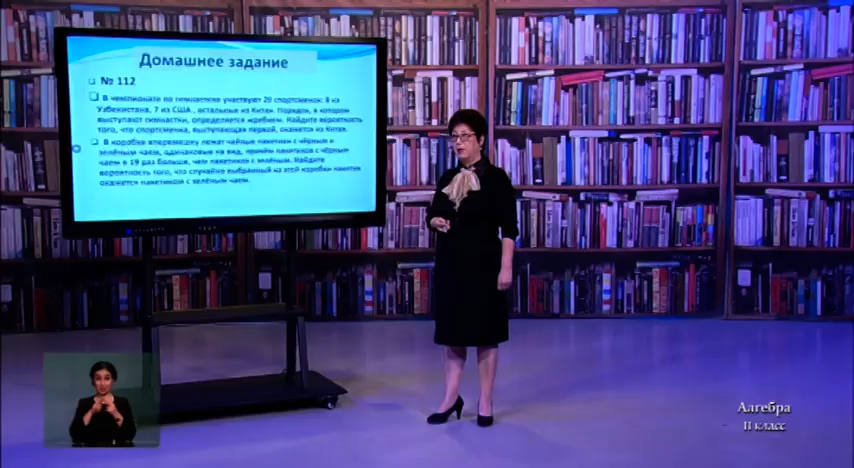 Домашнее задание
№ 112
В чемпионате по гимнастике участвуют 20 спортсменок: 8 из
Узбекистана, 7 из США , остальные из Китая. Порядок, в котором
выступают гимнастки, определяется жребием. Найдите вероятность
того, что спортсменка, выступающая первой, окажется из Китая.
В коробке вперемешку лежат чайные пакетики с чёрным и
зелёным чаем, одинаковые на вид, причём пакетиков с чёрным
чаем в 19 раз больше, чем пакетиков с зелёным. Найдите
вероятность того, что случайно выбранный из этой коробки пакетик
окажется пакетиком с зелёным чаем.
Алгебра
11 класс